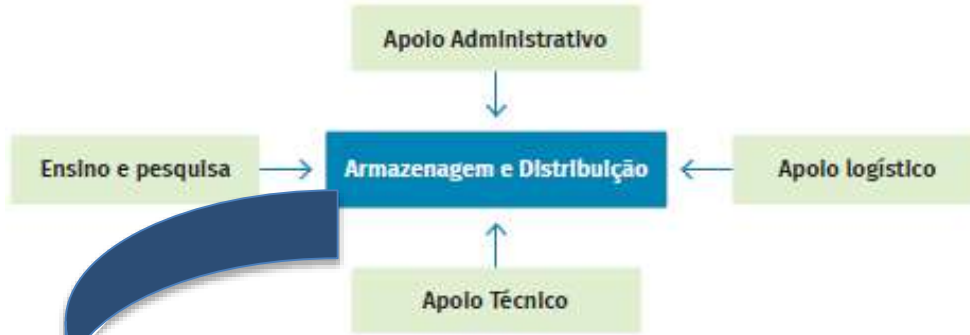 Apoio Administrativo
Ensino e pesquisa
Armazenagem e Distribuição
Apoio logístico
Apoio Técnico